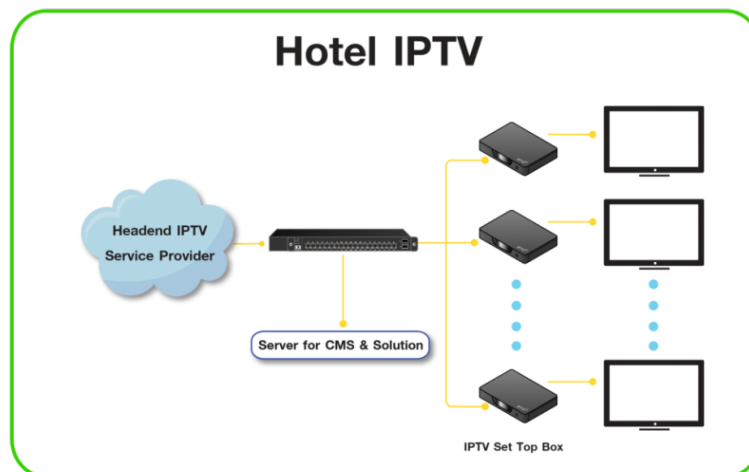 Hotel IPTV
Headend IPTV
Service Provider
Server for CMS & Solution
IPTV Set Top Box